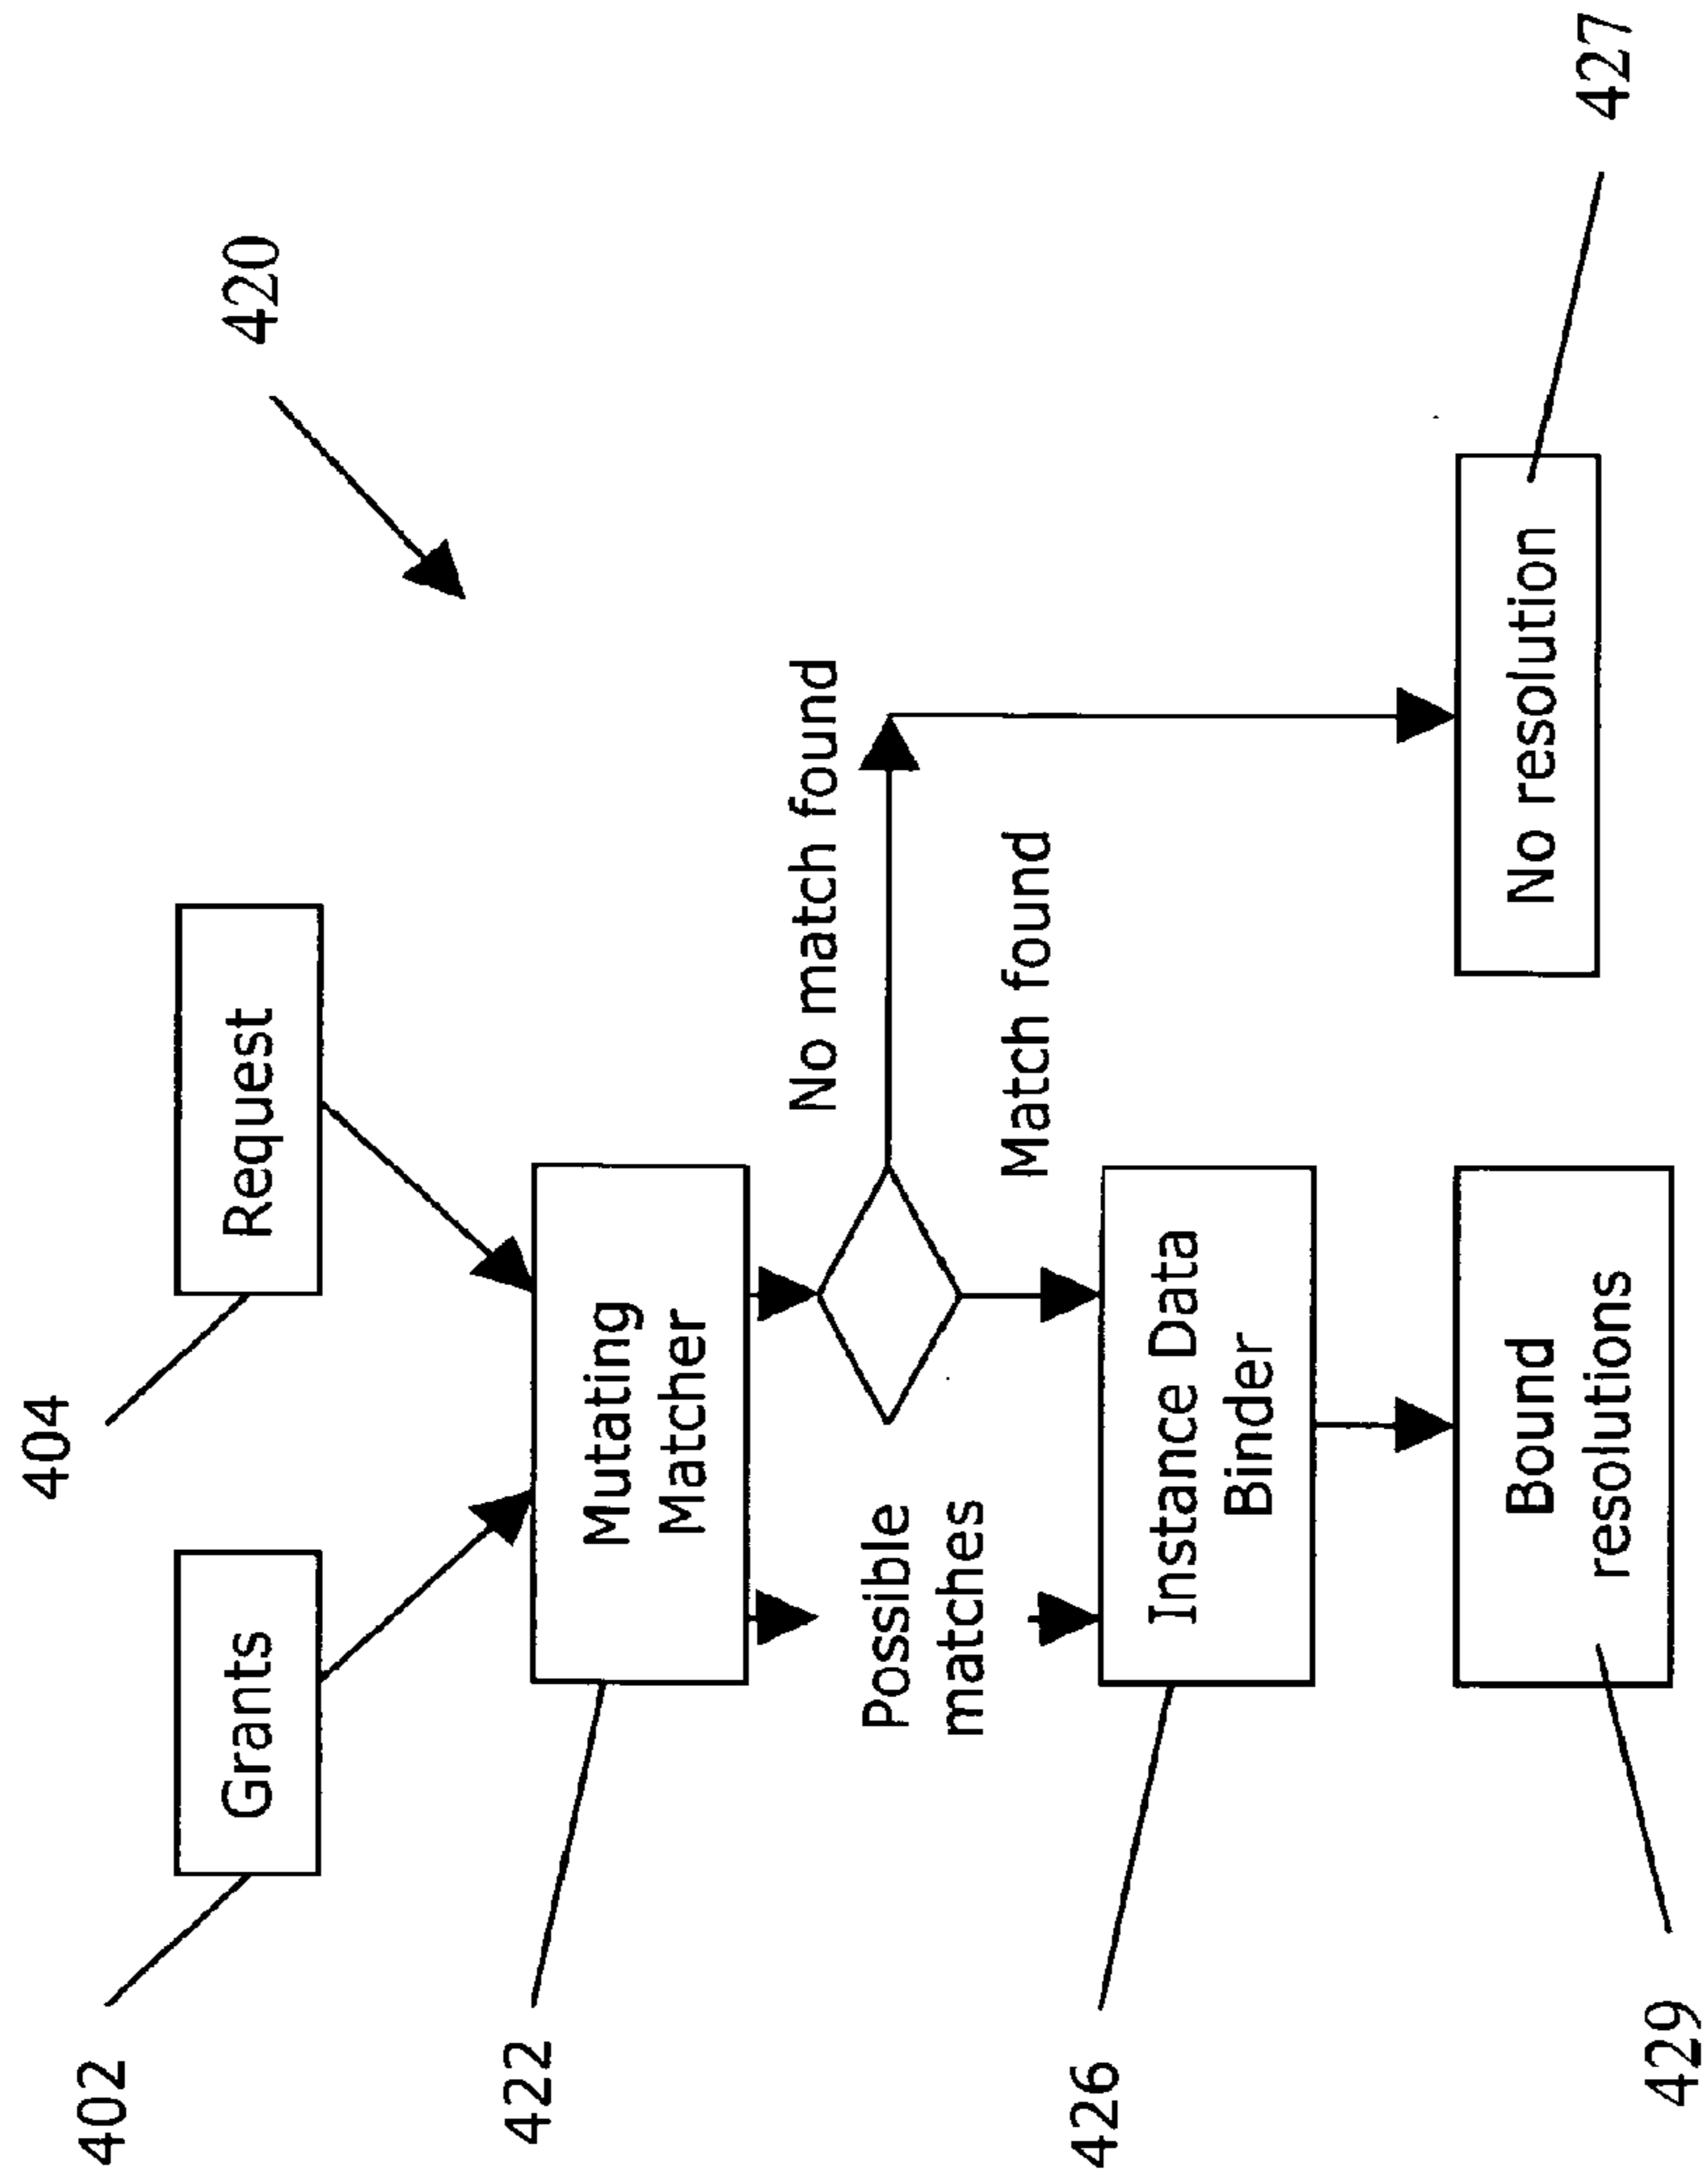 404
402
Grants
Request
420
422
Mutating
Matcher
No match found
Possible
matches
Match found
426
Instance Data
Binder
Bound
resolutions
No resolution
429
427